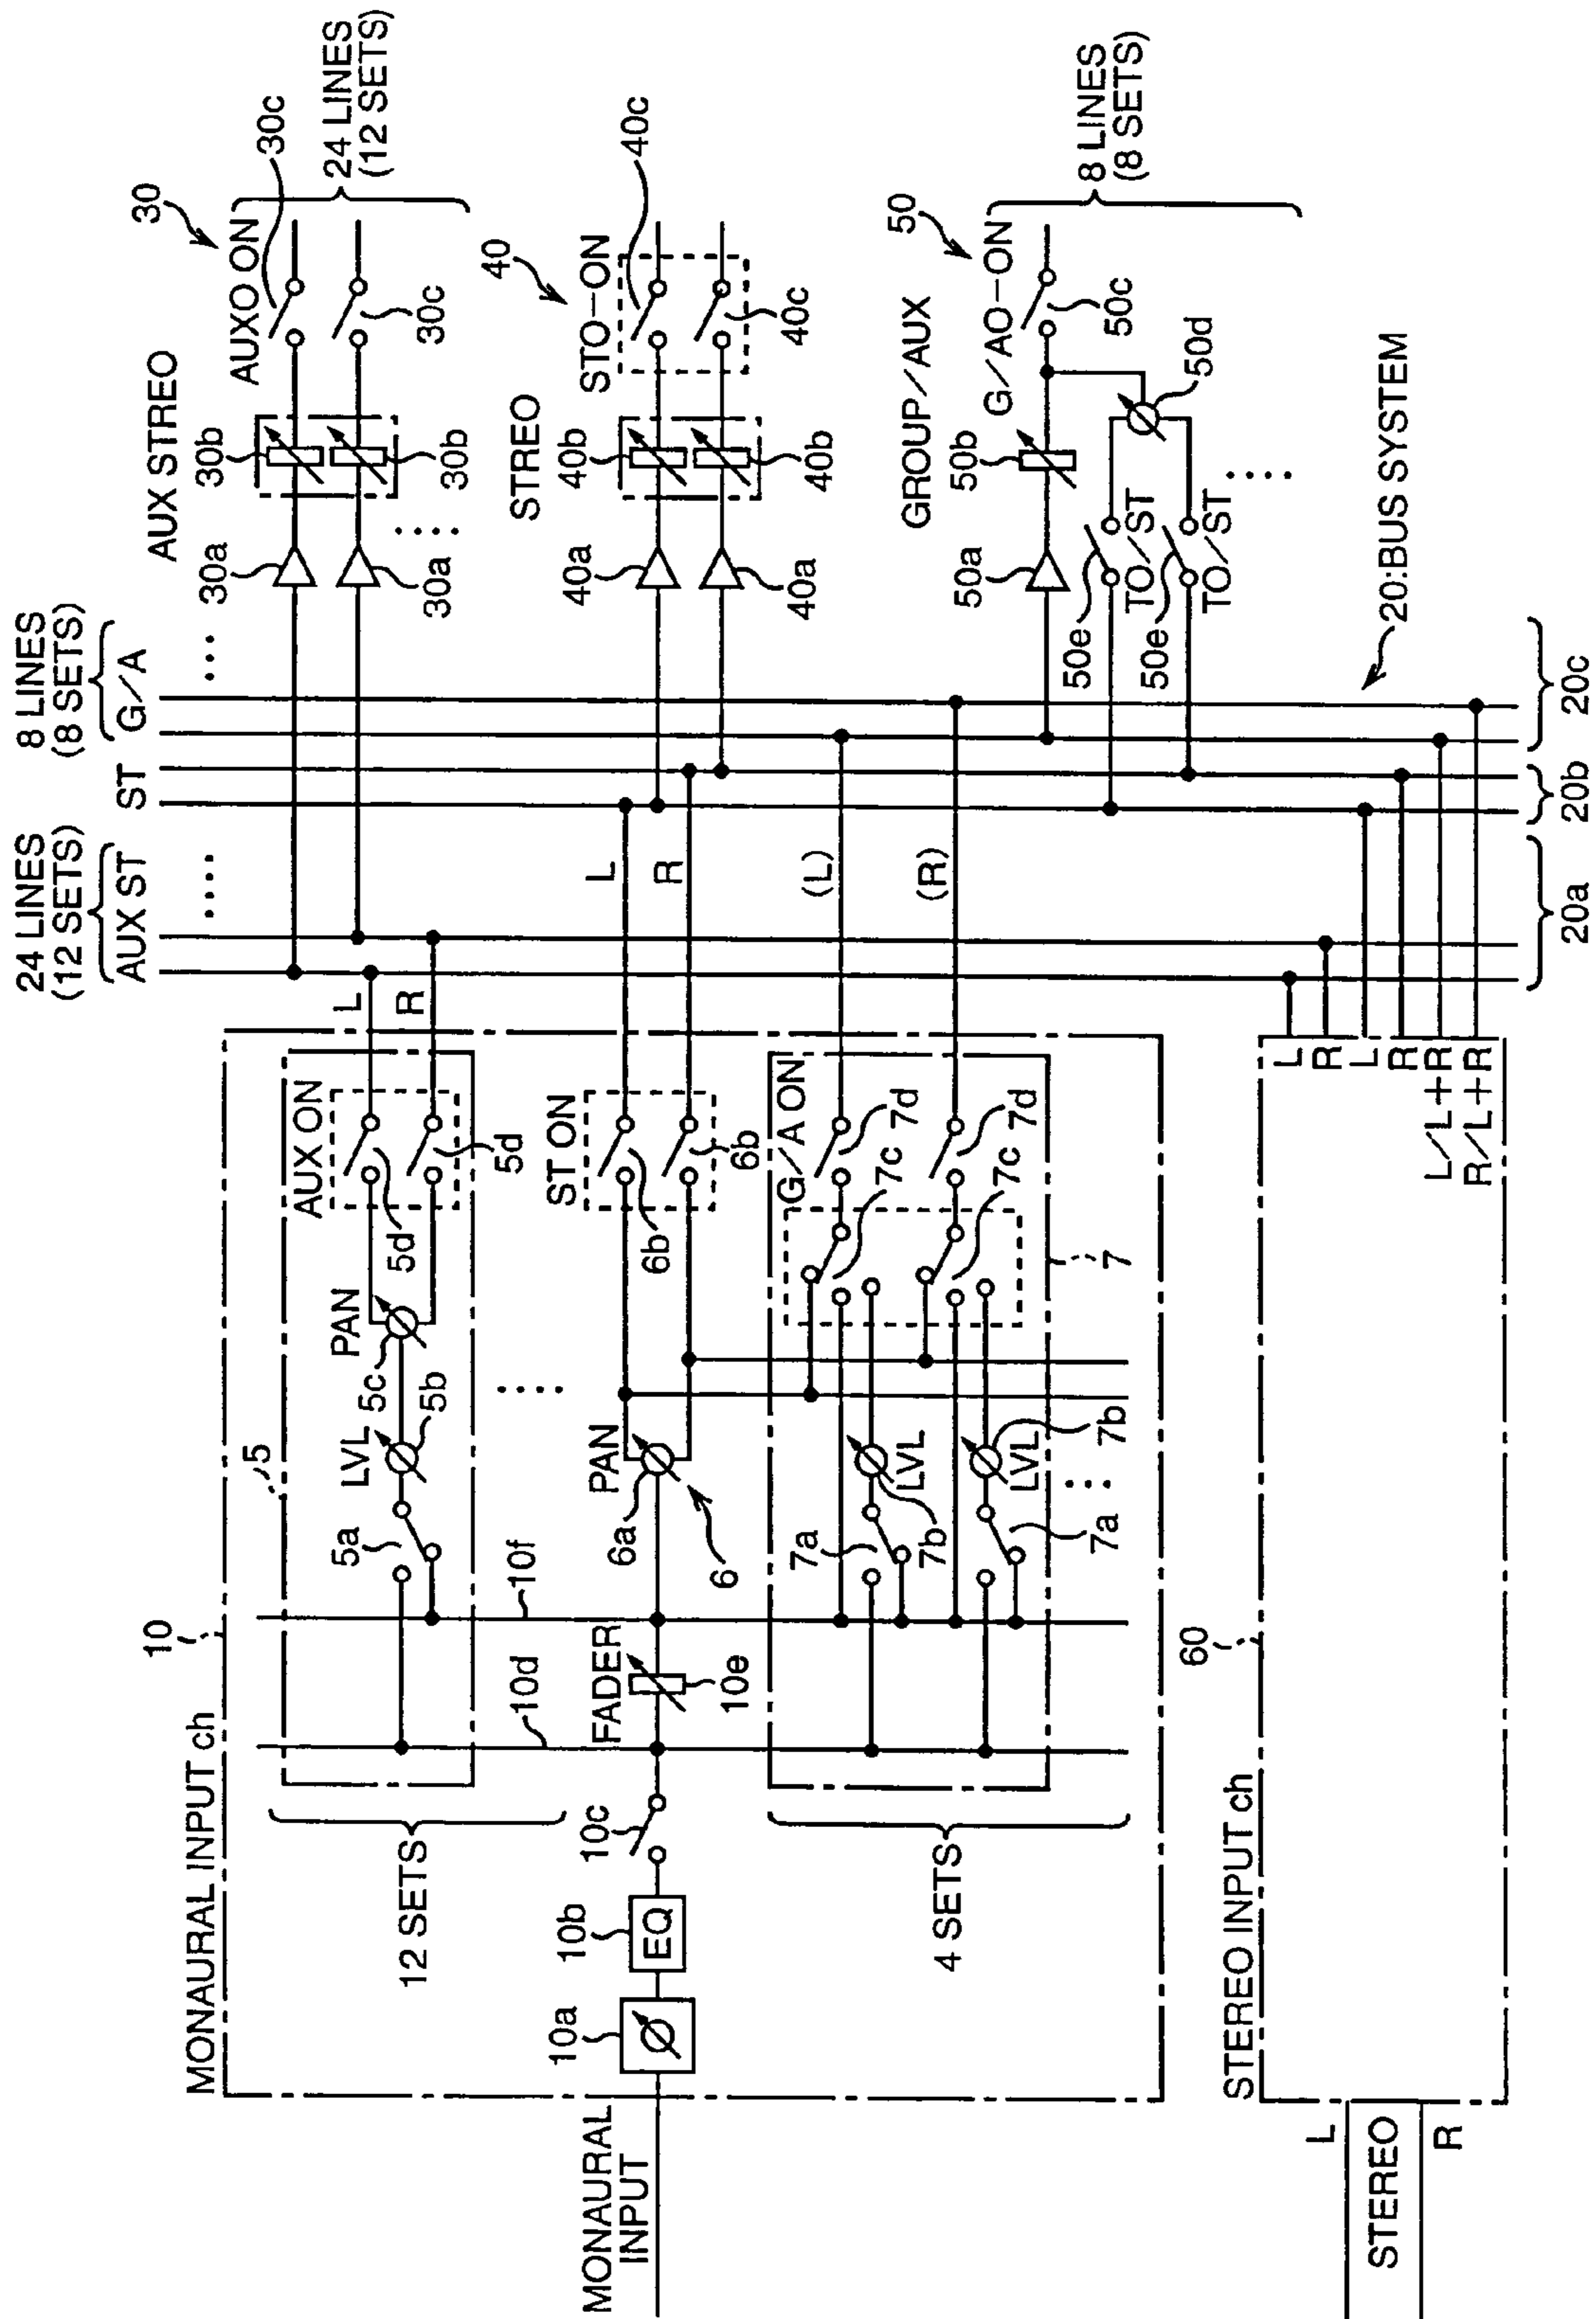 MONAURAL INPUT ch
10
5
12 SETS
5a
LVL
5b
PAN
5c
AUX ON
5d
5d
L
R
24 LINES
(12 SETS)
AUX ST
ST
8 LINES
(8 SETS)
G/A
AUX STREO
30a
30a
30b
30b
AUXO ON
30
30c
30c
24 LINES
(12 SETS)
MONAURAL
INPUT
10a
10b
EQ
10c
10d
FADER
10e
10f
6a
PAN
6
ST ON
6b
6b
L
R
STREO
40a
40a
40b
40b
STO-ON
40
40c
40c
4 SETS
7a
7a
LVL
7b
LVL
7b
G/A ON
7c
7c
7d
7d
7
(L)
(R)
GROUP/AUX
50a
50b
G/AO-ON
50
50c
50d
50e
TO/ST
50e
TO/ST
8 LINES
(8 SETS)
20:BUS SYSTEM
STEREO INPUT ch
60
L
STEREO
R
L
R
L
R
L/L+R
R/L+R
20a
20b
20c